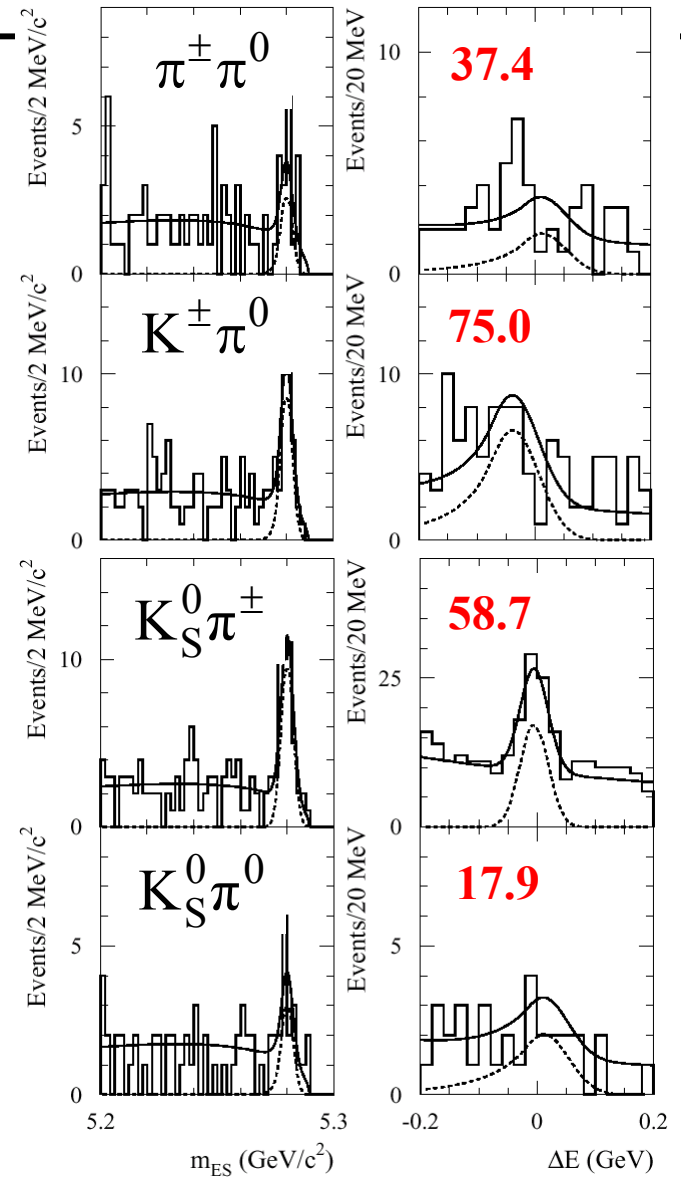 Events/2 MeV/c²
5
0
π±π⁰
Events/20 MeV
10
0
37.4
Events/2 MeV/c²
10
0
K±π⁰
Events/20 MeV
10
0
75.0
Events/2 MeV/c²
10
0
K⁰Sπ±
Events/20 MeV
25
0
58.7
Events/2 MeV/c²
5
0
K⁰Sπ⁰
Events/20 MeV
5
0
17.9
5.2 5.3
-0.2 0 0.2
mES (GeV/c²)
ΔE (GeV)